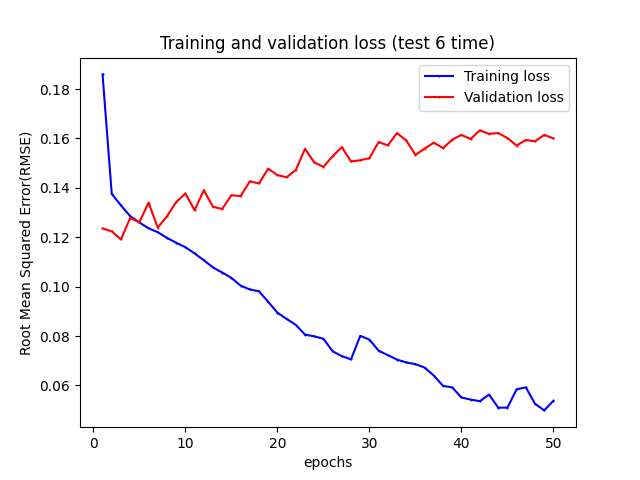 Training and validation loss (test 6 time)
Training loss
Validation loss
Root Mean Squared Error(RMSE)
0.18
0.16
0.14
0.12
0.10
0.08
0.06
0 10 20 30 40 50
epochs